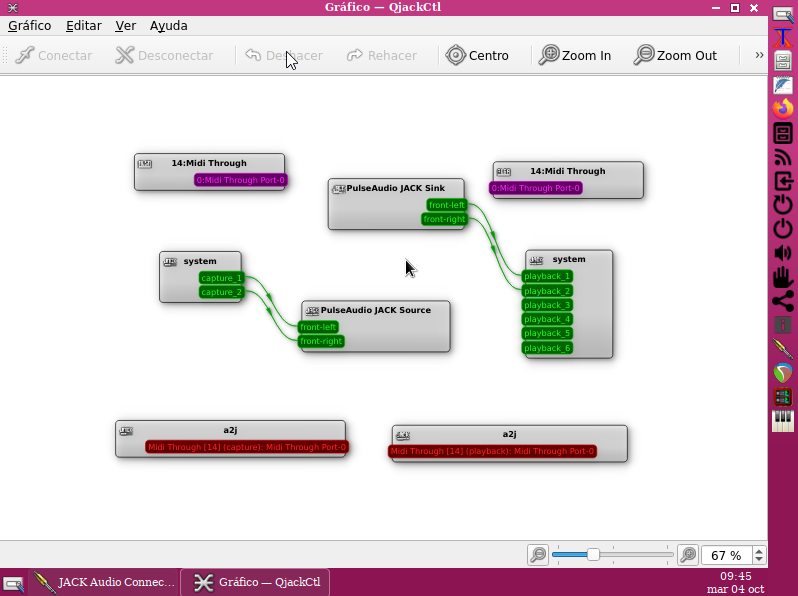 Gráfico — QjackCtl
Gráfico Editar Ver Ayuda
Conectar Desconectar Deshacer Rehacer Centro Zoom In Zoom Out »
14:Midi Through
0:Midi Through Port-0
PulseAudio JACK Sink
front-left
front-right
14:Midi Through
0:Midi Through Port-0
system
capture_1
capture_2
system
playback_1
playback_2
playback_3
playback_4
playback_5
playback_6
PulseAudio JACK Source
front-left
front-right
a2j
Midi Through [14] (capture): Midi Through Port-0
a2j
Midi Through [14] (playback): Midi Through Port-0
67 %
JACK Audio Connec... Gráfico — QjackCtl
09:45
mar 04 oct